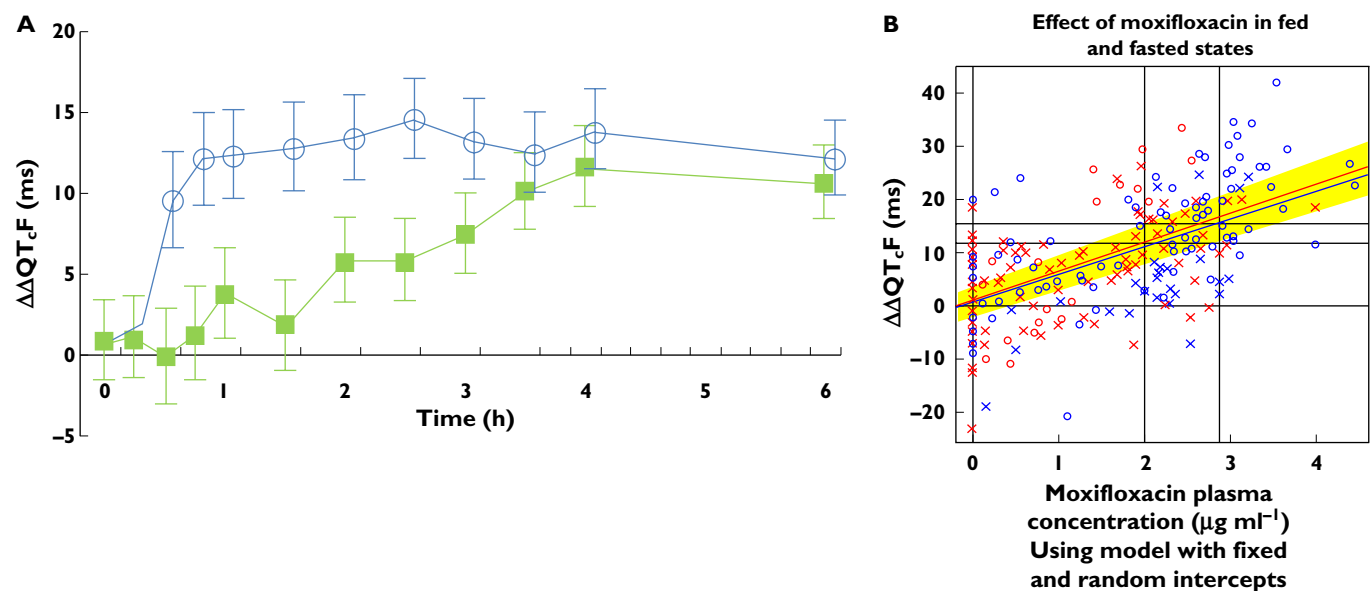 A
20
15
10
5
0
–5
ΔΔQTcF (ms)
0 1 2 3 4 5 6
Time (h)
B
Effect of moxifloxacin in fed
and fasted states
40
30
20
10
0
–10
–20
ΔΔQTcF (ms)
0 1 2 3 4
Moxifloxacin plasma
concentration (μg ml⁻¹)
Using model with fixed
and random intercepts